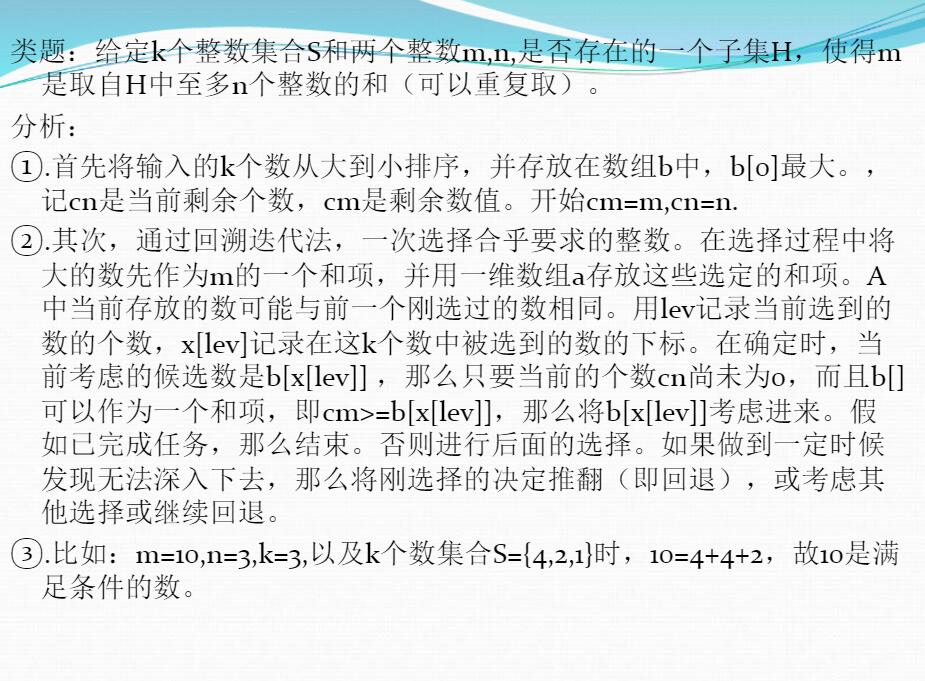 类题：给定k个整数集合S和两个整数m,n,是否存在的一个子集H，使得m
是取自H中至多n个整数的和（可以重复取）。
分析：
①.首先将输入的k个数从大到小排序，并存放在数组b中，b[0]最大。，
记cn是当前剩余个数，cm是剩余数值。开始cm=m,cn=n.
②.其次，通过回溯迭代法，一次选择合乎要求的整数。在选择过程中将
大的数先作为m的一个和项，并用一维数组a存放这些选定的和项。A
中当前存放的数可能与前一个刚选过的数相同。用lev记录当前选到的
数的个数，x[lev]记录在这k个数中被选到的数的下标。在确定时，当
前考虑的候选数是b[x[lev]] ，那么只要当前的个数cn尚未为0，而且b[]
可以作为一个和项，即cm>=b[x[lev]]，那么将b[x[lev]]考虑进来。假
如已完成任务，那么结束。否则进行后面的选择。如果做到一定时候
发现无法深入下去，那么将刚选择的决定推翻（即回退），或考虑其
他选择或继续回退。
③.比如：m=10,n=3,k=3,以及k个数集合S={4,2,1}时，10=4+4+2，故10是满
足条件的数。